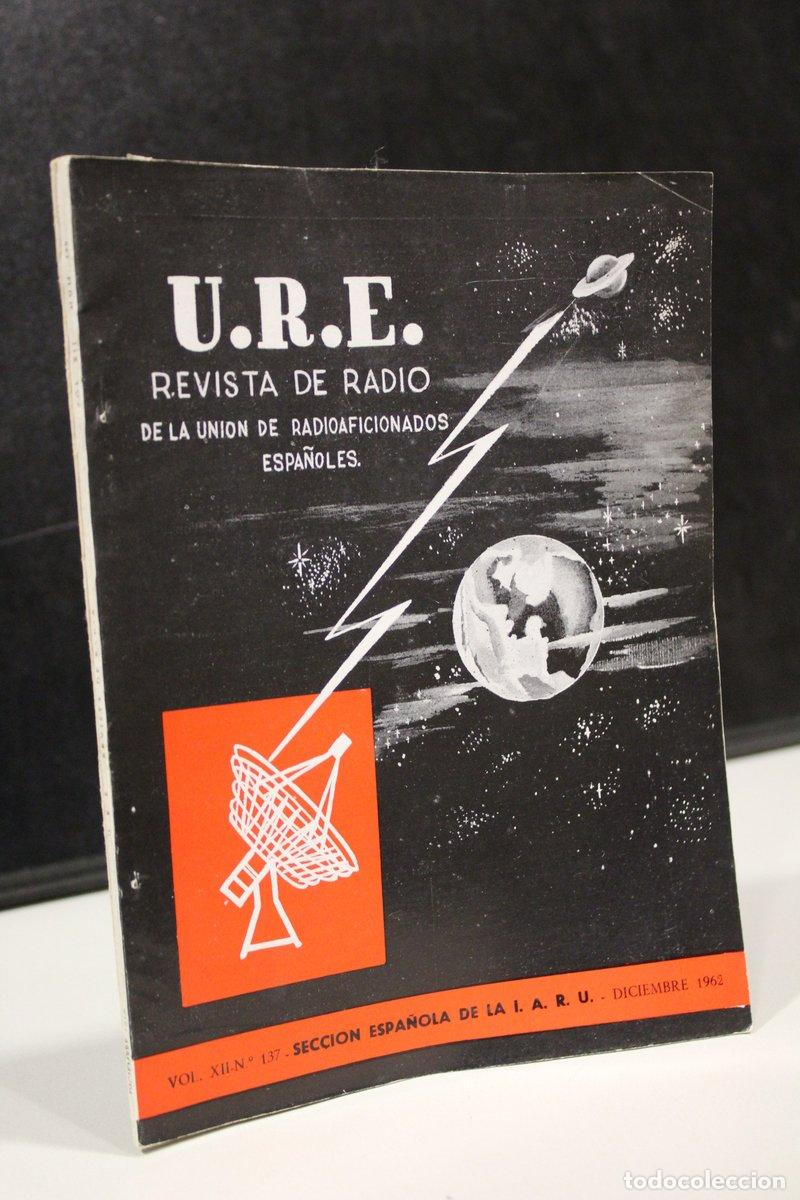 U.R.E.
REVISTA DE RADIO
DE LA UNION DE RADIOAFICIONADOS
ESPAÑOLES.
VOL. XII-N.º 137 - SECCION ESPAÑOLA DE LA I. A. R. U. - DICIEMBRE 1962
todocoleccion